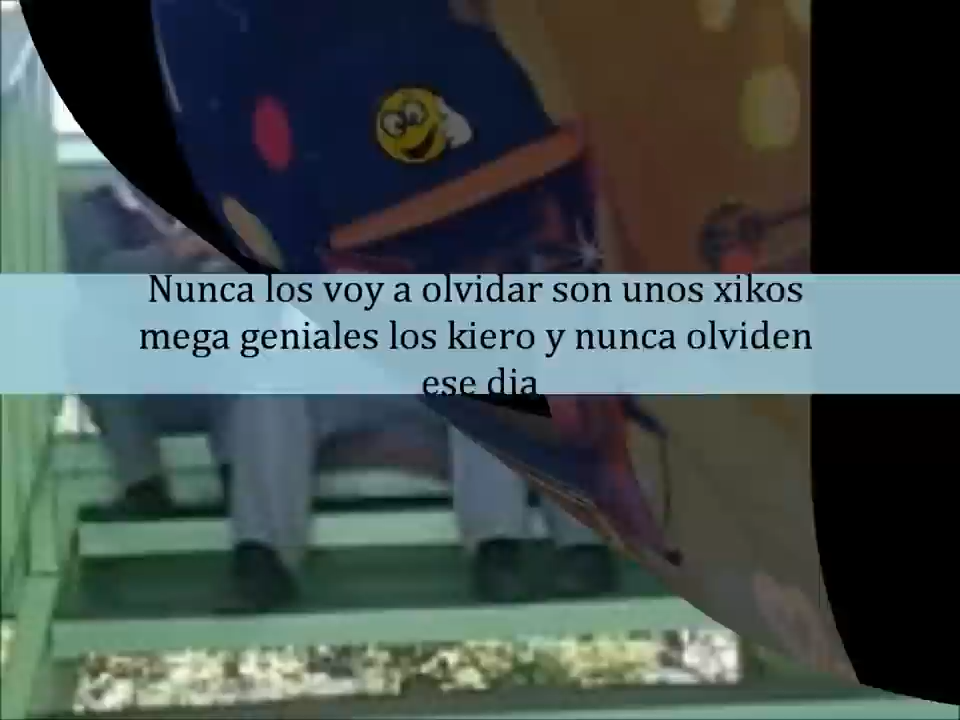 Nunca los voy a olvidar son unos xikos
mega geniales los kiero y nunca olviden
ese dia